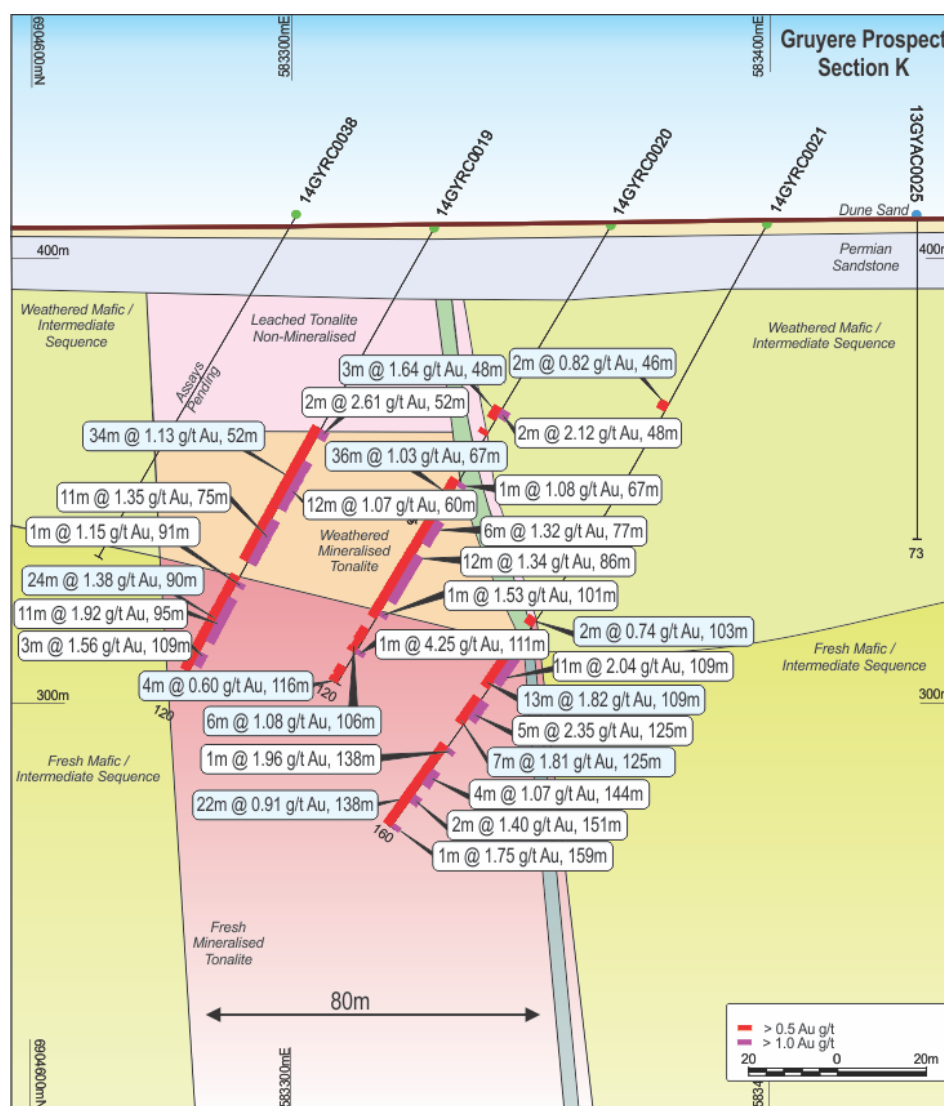 6904600mN
583300mE
583400mE
Gruyere Prospect
Section K
14GYRC0038
14GYRC0019
14GYRC0020
14GYRC0021
13GYAC0025
Dune Sand
400m
Permian
Sandstone
400m
Weathered Mafic /
Intermediate
Sequence
Leached Tonalite
Non-Mineralised
Weathered Mafic /
Intermediate Sequence
Assays
Pending
3m @ 1.64 g/t Au, 48m
2m @ 0.82 g/t Au, 46m
2m @ 2.61 g/t Au, 52m
34m @ 1.13 g/t Au, 52m
2m @ 2.12 g/t Au, 48m
36m @ 1.03 g/t Au, 67m
11m @ 1.35 g/t Au, 75m
12m @ 1.07 g/t Au, 60m
1m @ 1.08 g/t Au, 67m
1m @ 1.15 g/t Au, 91m
Weathered
Mineralised
Tonalite
6m @ 1.32 g/t Au, 77m
73
12m @ 1.34 g/t Au, 86m
24m @ 1.38 g/t Au, 90m
1m @ 1.53 g/t Au, 101m
11m @ 1.92 g/t Au, 95m
2m @ 0.74 g/t Au, 103m
3m @ 1.56 g/t Au, 109m
1m @ 4.25 g/t Au, 111m
Fresh Mafic /
Intermediate Sequence
11m @ 2.04 g/t Au, 109m
4m @ 0.60 g/t Au, 116m
120
13m @ 1.82 g/t Au, 109m
300m
120
300m
6m @ 1.08 g/t Au, 106m
5m @ 2.35 g/t Au, 125m
Fresh Mafic /
Intermediate Sequence
1m @ 1.96 g/t Au, 138m
7m @ 1.81 g/t Au, 125m
4m @ 1.07 g/t Au, 144m
22m @ 0.91 g/t Au, 138m
2m @ 1.40 g/t Au, 151m
160
1m @ 1.75 g/t Au, 159m
Fresh
Mineralised
Tonalite
80m
> 0.5 Au g/t
> 1.0 Au g/t
20 0 20m
6904600mN
583300mE